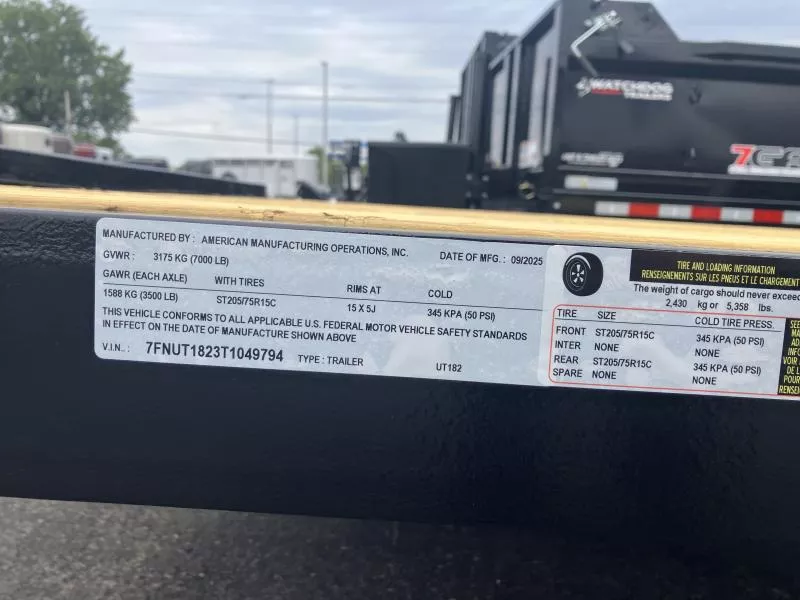 WATCHDOG
TRAILERS
MANUFACTURED BY : AMERICAN MANUFACTURING OPERATIONS, INC. DATE OF MFG. : 09/2025
GVWR : 3175 KG (7000 LB)
GAWR (EACH AXLE) WITH TIRES RIMS AT COLD
1588 KG (3500 LB) ST205/75R15C 15 X 5J 345 KPA (50 PSI)
THIS VEHICLE CONFORMS TO ALL APPLICABLE U.S. FEDERAL MOTOR VEHICLE SAFETY STANDARDS
IN EFFECT ON THE DATE OF MANUFACTURE SHOWN ABOVE
V.I.N.. : 7FNUT1823T1049794 TYPE : TRAILER UT182
TIRE AND LOADING INFORMATION
RENSEIGNEMENTS SUR LES PNEUS ET LE CHARGEMENT
The weight of cargo should never exceed
2,430 kg or 5,358 lbs.
TIRE SIZE COLD TIRE PRESS.
FRONT ST205/75R15C 345 KPA (50 PSI)
INTER NONE NONE
REAR ST205/75R15C 345 KPA (50 PSI)
SPARE NONE NONE
SEE
VOIR
POUR